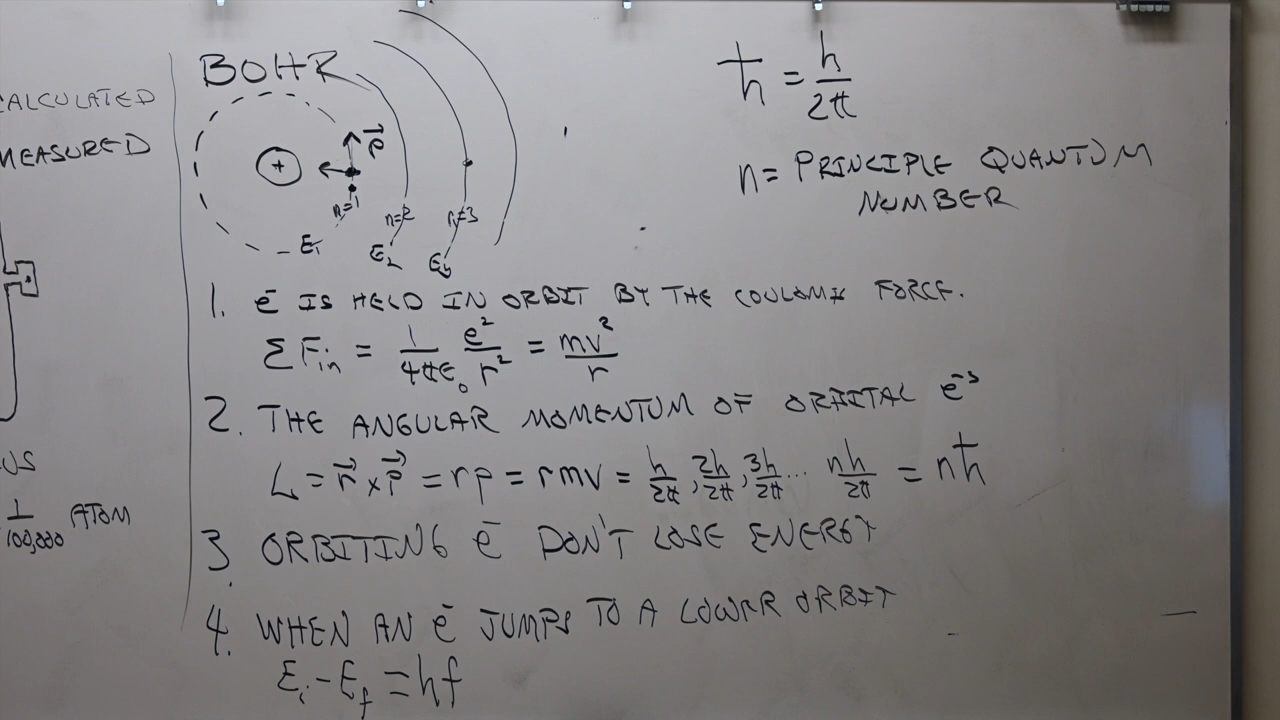 CALCULATED
MEASURED
US
1/100,000 ATOM
BOHR
+
p⃗
n=1
n=2
n=3
E₁
E₂
E₃
ħ = h/2π
n= PRINCIPLE QUANTUM
NUMBER
1. e⁻ IS HELD IN ORBIT BY THE COULOMB FORCE.
ΣF_in = 1/4πε₀ e²/r² = mv²/r
2. THE ANGULAR MOMENTUM OF ORBITAL e⁻s
L = r⃗ × p⃗ = rp = rmv = h/2π, 2h/2π, 3h/2π ... nh/2π = nħ
3. ORBITING e⁻ DON'T LOSE ENERGY
4. WHEN AN e⁻ JUMPS TO A LOWER ORBIT
E_i - E_f = hf